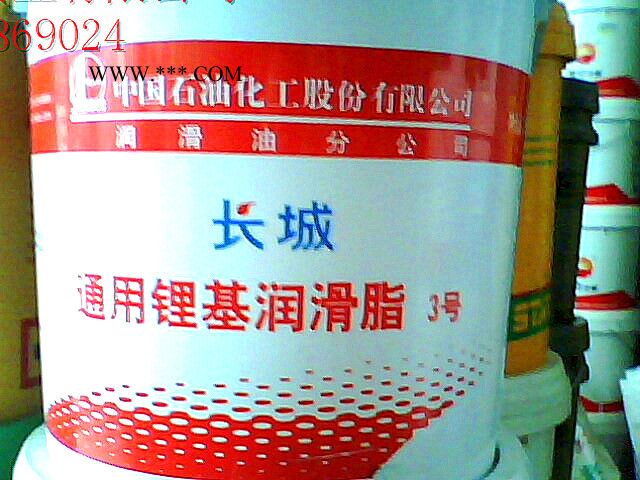 869024
WWW.***.COM
中国石油化工股份有限公司
润滑油分公司
长城
通用锂基润滑脂 3号